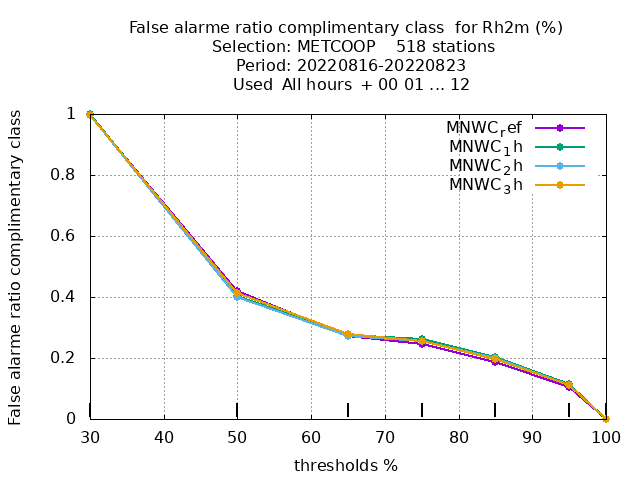 False alarme ratio complimentary class  for Rh2m (%)
Selection: METCOOP    518 stations
Period: 20220816-20220823
Used  All hours  + 00 01 ... 12
False alarme ratio complimentary class
1
0.8
0.6
0.4
0.2
0
MNWC_ref
MNWC_1h
MNWC_2h
MNWC_3h
30 40 50 60 70 80 90 100
thresholds %